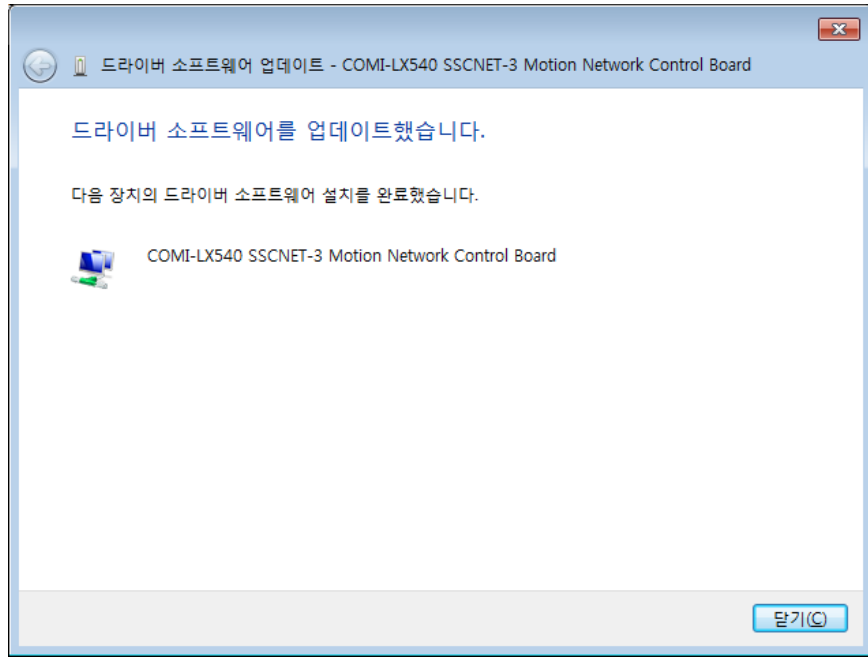 드라이버 소프트웨어 업데이트 - COMI-LX540 SSCNET-3 Motion Network Control Board
드라이버 소프트웨어를 업데이트했습니다.
다음 장치의 드라이버 소프트웨어 설치를 완료했습니다.
COMI-LX540 SSCNET-3 Motion Network Control Board
닫기(C)